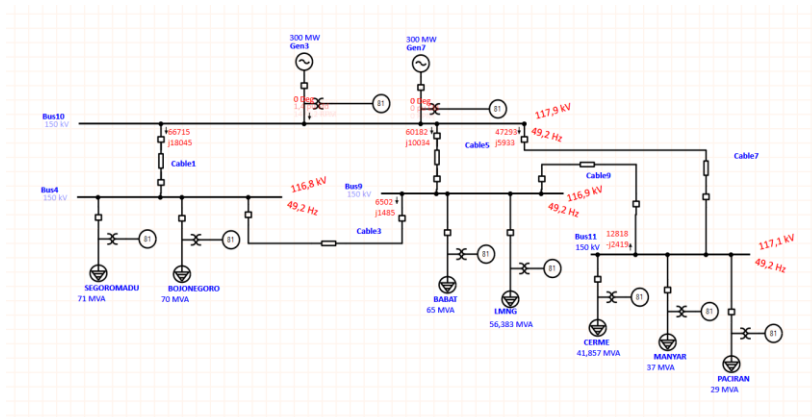 300 MW
Gen3
300 MW
Gen7
81
81
0 Deg
0 Deg
117,9 kV
49,2 Hz
Bus10
150 kV
66715
j18045
60182
j10034
47293
j5933
Cable1
Cable5
Cable7
Bus4
150 kV
116,8 kV
49,2 Hz
Bus9
150 kV
6502
j1485
Cable9
116,9 kV
49,2 Hz
Cable3
Bus11
150 kV
12818
-j2419
117,1 kV
49,2 Hz
81
81
81
81
81
81
81
SEGOROMADU
71 MVA
BOJONEGORO
70 MVA
BABAT
65 MVA
LMNG
56,383 MVA
CERME
41,857 MVA
MANYAR
37 MVA
PACIRAN
29 MVA